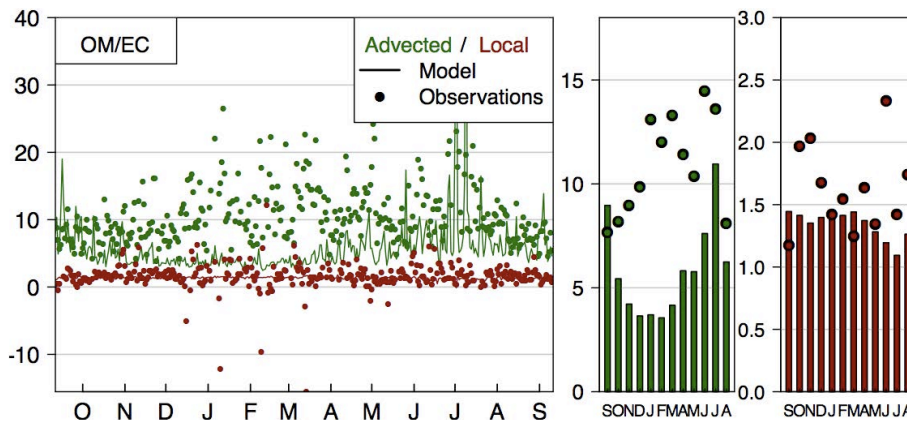 OM/EC
Advected / Local
Model
Observations
40
30
20
10
0
-10
O N D J F M A M J J A S
15
10
5
0
SONDJFMAMJJA
3.0
2.5
2.0
1.5
1.0
0.5
0.0
SONDJFMAMJJA